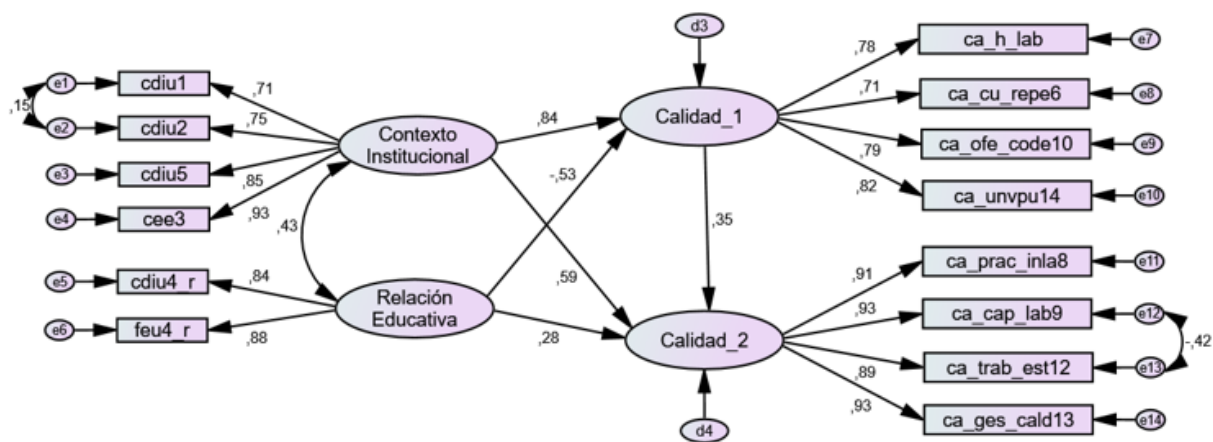 d3
e1
cdiu1
,71
,78
ca_h_lab
e7
,15
e2
cdiu2
,75
Contexto
Institucional
,84
Calidad_1
,71
ca_cu_repe6
e8
e3
cdiu5
,85
,79
ca_ofe_code10
e9
e4
cee3
,93
-,53
,82
ca_unvpu14
e10
,43
,35
e5
cdiu4_r
,84
,59
,91
ca_prac_inla8
e11
e6
feu4_r
,88
Relación
Educativa
,28
Calidad_2
,93
ca_cap_lab9
e12
-,42
,89
ca_trab_est12
e13
,93
ca_ges_cald13
e14
d4